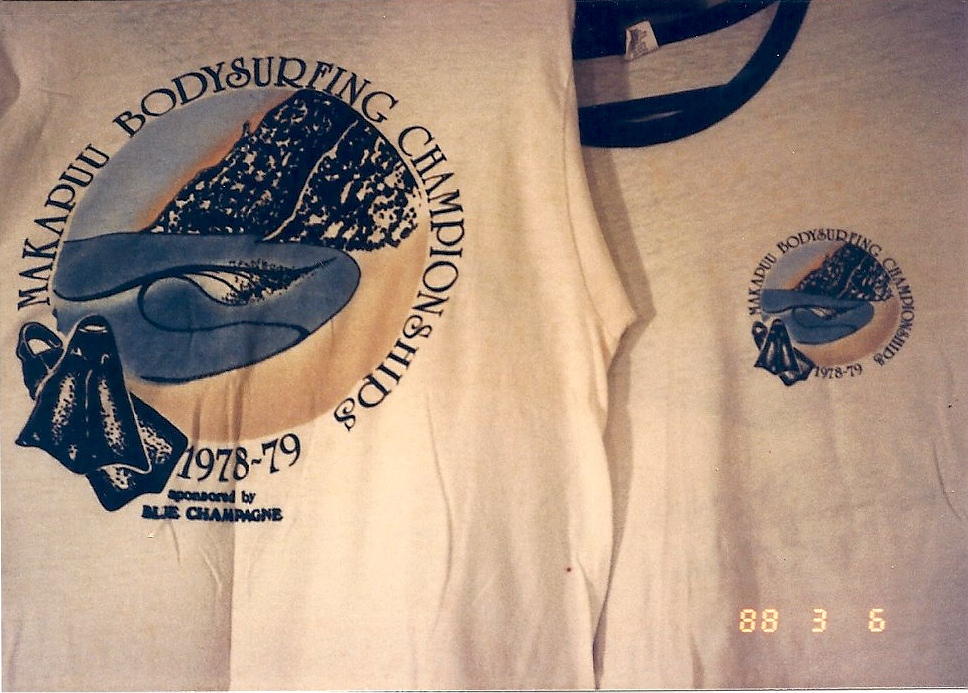 MAKAPUU BODYSURFING CHAMPIONSHIPS
1978-79
sponsored by
BLUE CHAMPAGNE
MAKAPUU BODYSURFING CHAMPIONSHIPS
1978-79
88 3 6